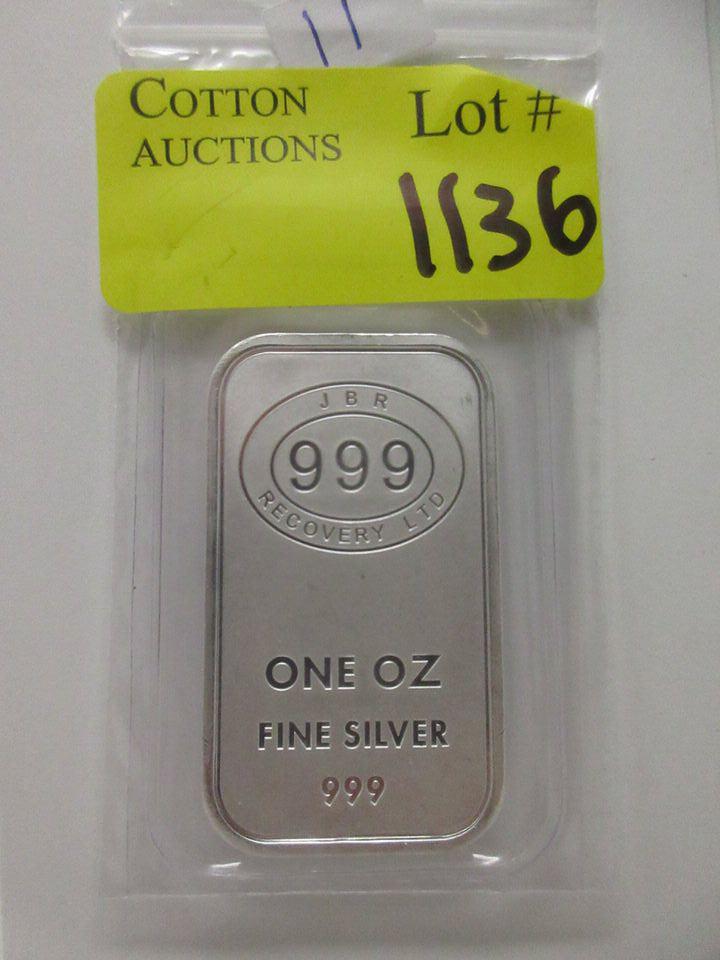 11
COTTON
AUCTIONS
Lot #
1136
JBR
999
RECOVERY LTD
ONE OZ
FINE SILVER
999